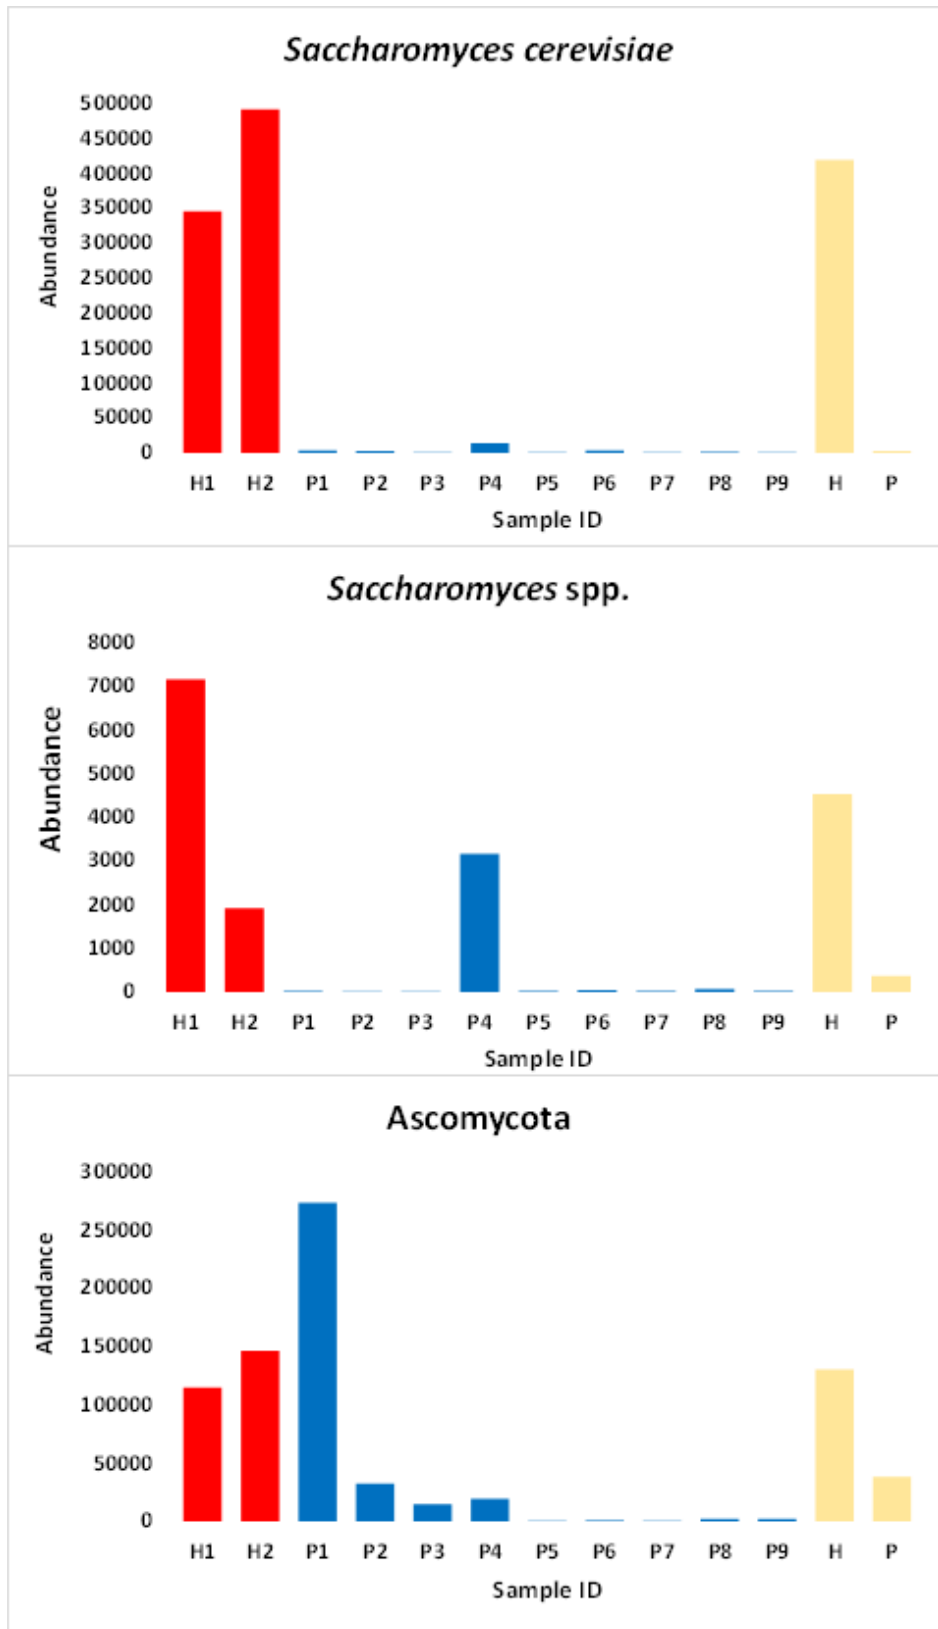 Saccharomyces cerevisiae
500000
450000
400000
350000
300000
250000
200000
150000
100000
50000
0
Abundance
H1 H2 P1 P2 P3 P4 P5 P6 P7 P8 P9 H P
Sample ID
Saccharomyces spp.
8000
7000
6000
5000
4000
3000
2000
1000
0
Abundance
H1 H2 P1 P2 P3 P4 P5 P6 P7 P8 P9 H P
Sample ID
Ascomycota
300000
250000
200000
150000
100000
50000
0
Abundance
H1 H2 P1 P2 P3 P4 P5 P6 P7 P8 P9 H P
Sample ID